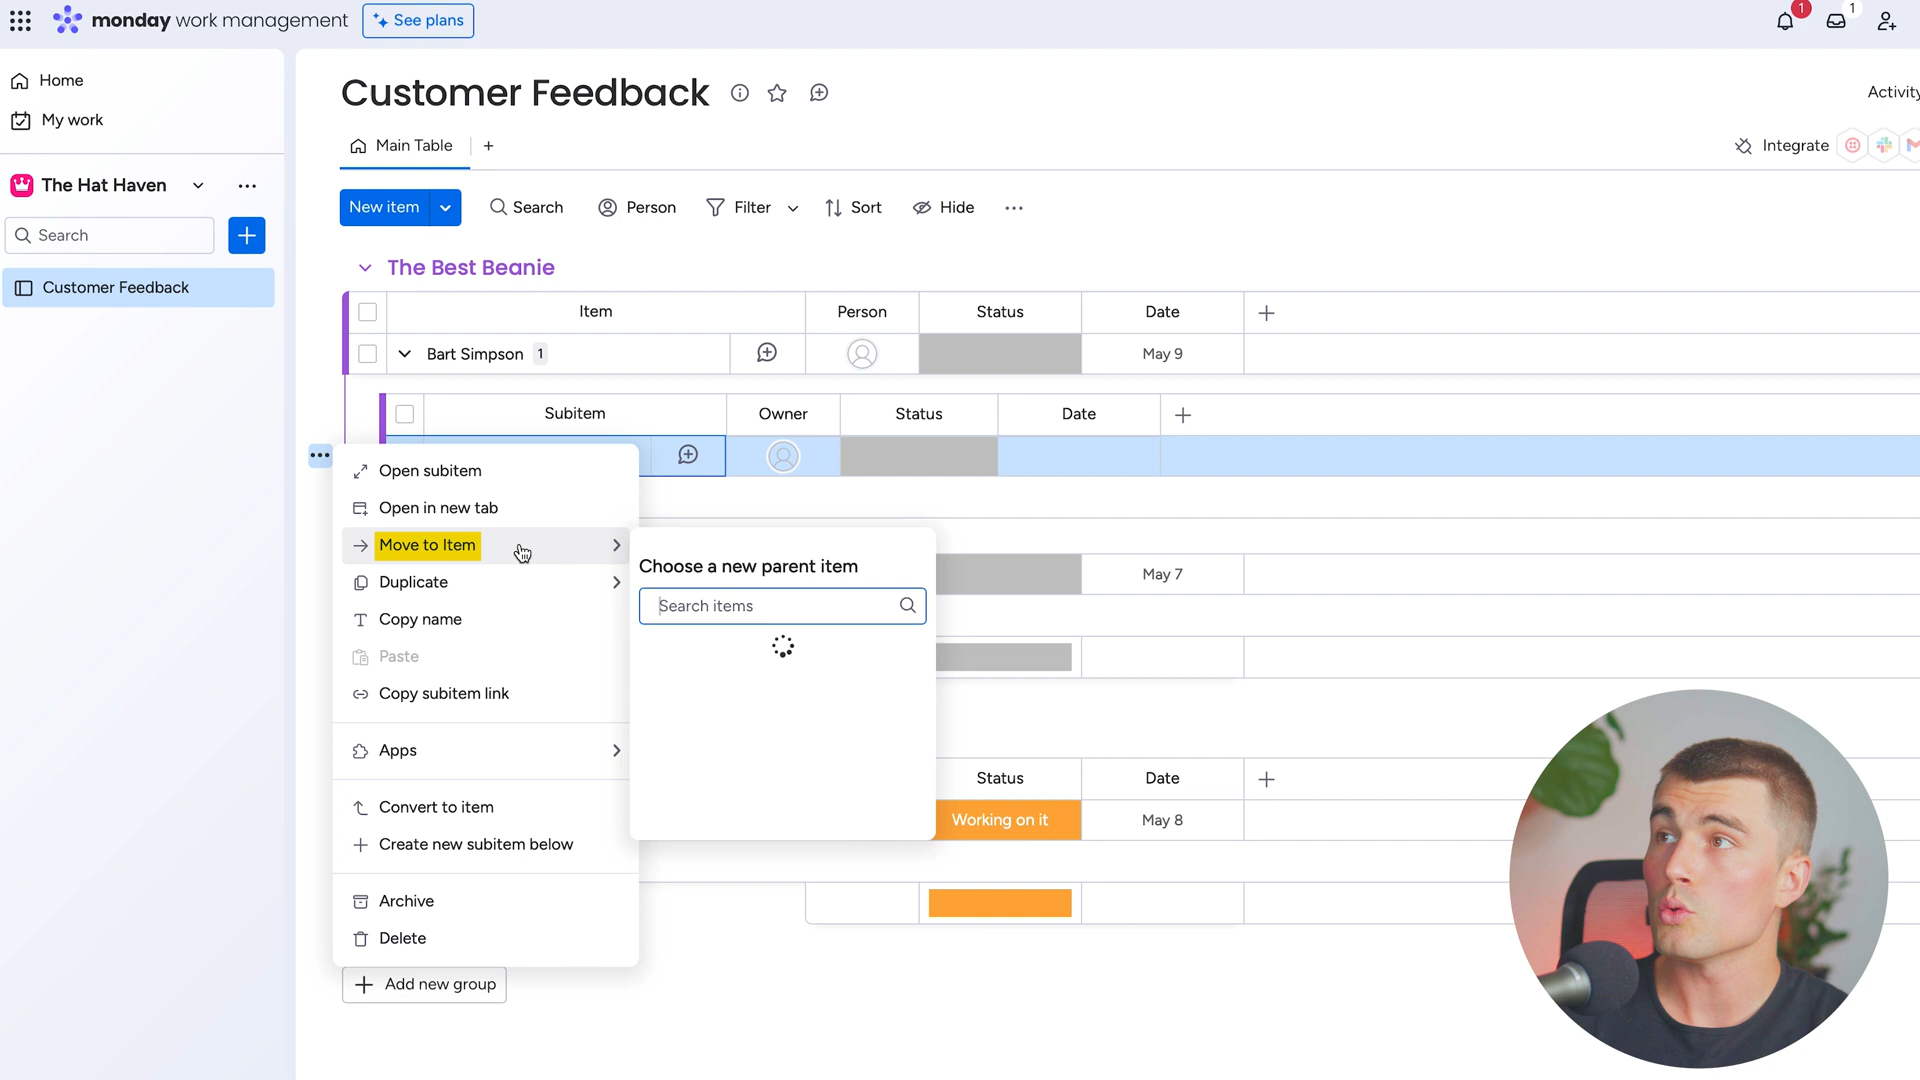 monday work management
See plans
1
1
Home
My work
The Hat Haven
Search
Customer Feedback
Customer Feedback
Activity
Main Table
Integrate
New item
Search
Person
Filter
Sort
Hide
The Best Beanie
Item
Person
Status
Date
Bart Simpson 1
May 9
Subitem
Owner
Status
Date
Open subitem
Open in new tab
Move to Item
Duplicate
Copy name
Paste
Copy subitem link
Apps
Convert to item
Create new subitem below
Archive
Delete
Choose a new parent item
Search items
May 7
Status
Date
Working on it
May 8
Add new group